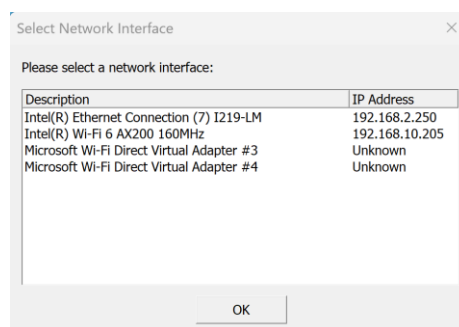 Select Network Interface
Please select a network interface:
Description IP Address
Intel(R) Ethernet Connection (7) I219-LM 192.168.2.250
Intel(R) Wi-Fi 6 AX200 160MHz 192.168.10.205
Microsoft Wi-Fi Direct Virtual Adapter #3 Unknown
Microsoft Wi-Fi Direct Virtual Adapter #4 Unknown
OK